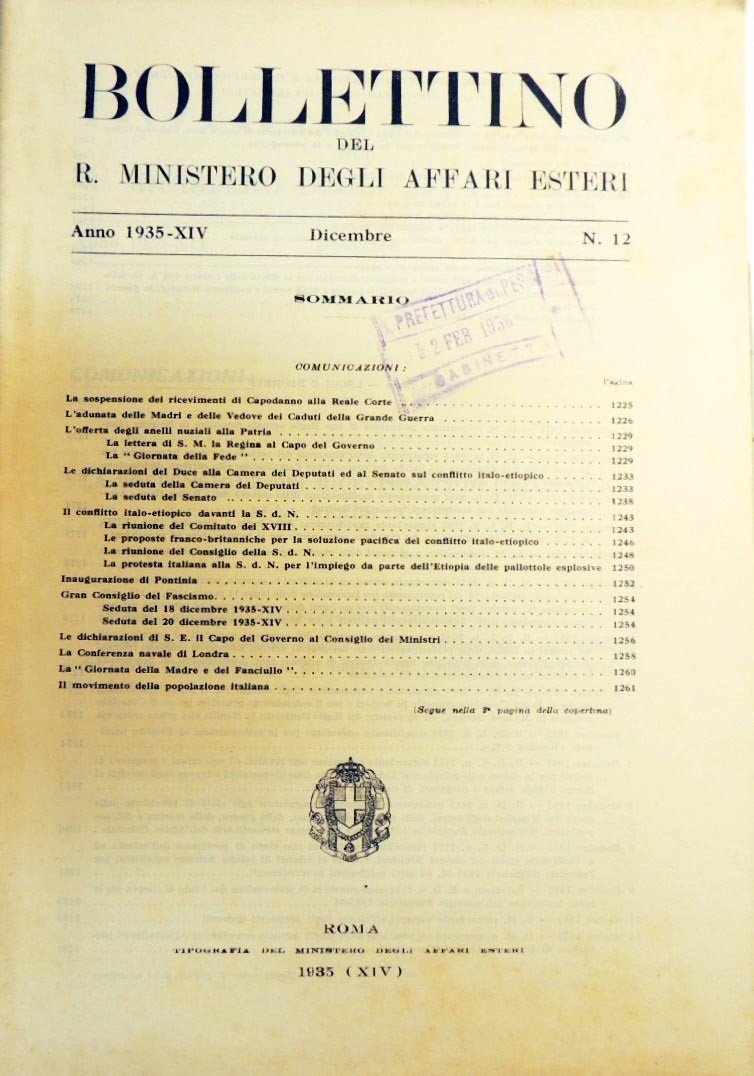 BOLLETTINO
DEL
R. MINISTERO DEGLI AFFARI ESTERI
Anno 1935-XIV Dicembre N. 12
SOMMARIO
PREFETTURA di
2 FEB 1936
GABINE
COMUNICAZIONI:
Pagina
La sospensione dei ricevimenti di Capodanno alla Reale Corte 1225
L'adunata delle Madri e delle Vedove dei Caduti della Grande Guerra 1226
L'offerta degli anelli nuziali alla Patria 1229
La lettera di S. M. la Regina al Capo del Governo 1229
La "Giornata della Fede" 1229
Le dichiarazioni del Duce alla Camera dei Deputati ed al Senato sul conflitto italo-etiopico 1233
La seduta della Camera dei Deputati 1233
La seduta del Senato 1238
Il conflitto italo-etiopico davanti la S. d. N. 1243
La riunione del Comitato dei XVIII 1243
Le proposte franco-britanniche per la soluzione pacifica del conflitto italo-etiopico 1246
La riunione del Consiglio della S. d. N. 1248
La protesta italiana alla S. d. N. per l'impiego da parte dell'Etiopia delle pallottole esplosive 1250
Inaugurazione di Pontinia 1252
Gran Consiglio del Fascismo 1254
Seduta del 18 dicembre 1935-XIV 1254
Seduta del 20 dicembre 1935-XIV 1254
Le dichiarazioni di S. E. il Capo del Governo al Consiglio dei Ministri 1256
La Conferenza navale di Londra 1258
La "Giornata della Madre e del Fanciullo" 1260
Il movimento della popolazione italiana 1261
(Segue nella 2ª pagina della copertina)
ROMA
TIPOGRAFIA DEL MINISTERO DEGLI AFFARI ESTERI
1935 (XIV)